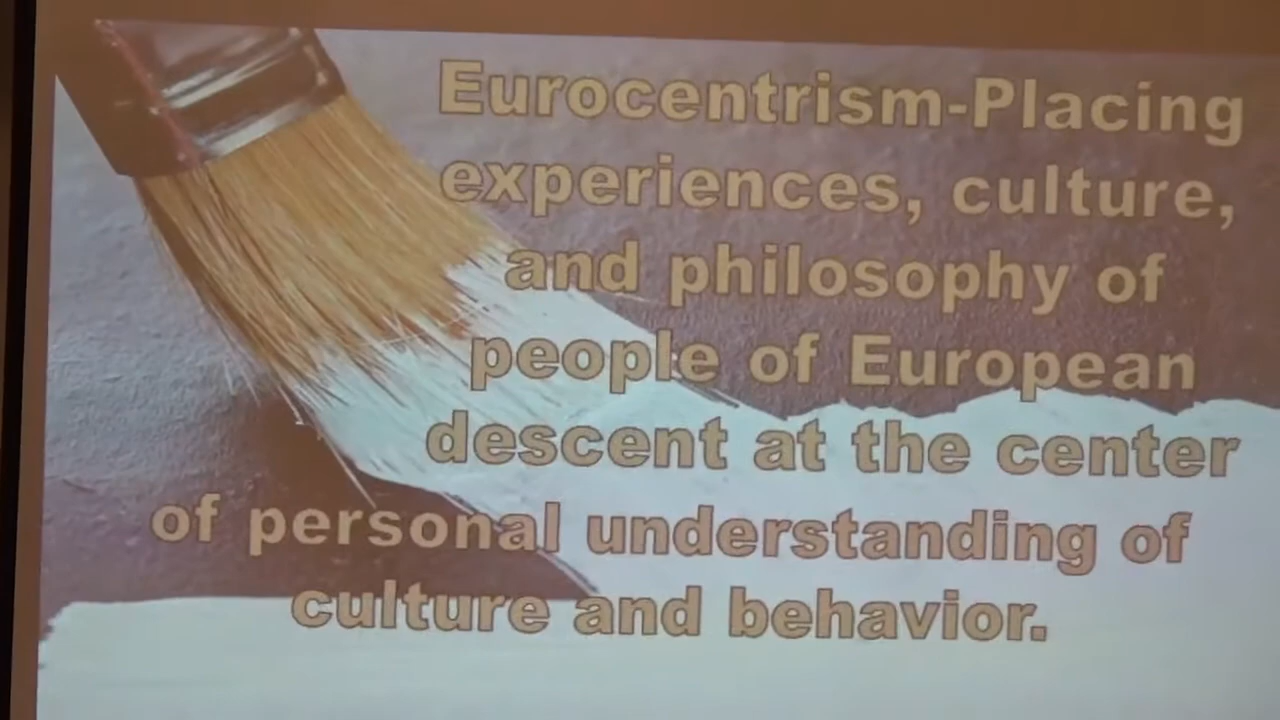 Eurocentrism-Placing
experiences, culture,
and philosophy of
people of European
descent at the center
of personal understanding of
culture and behavior.